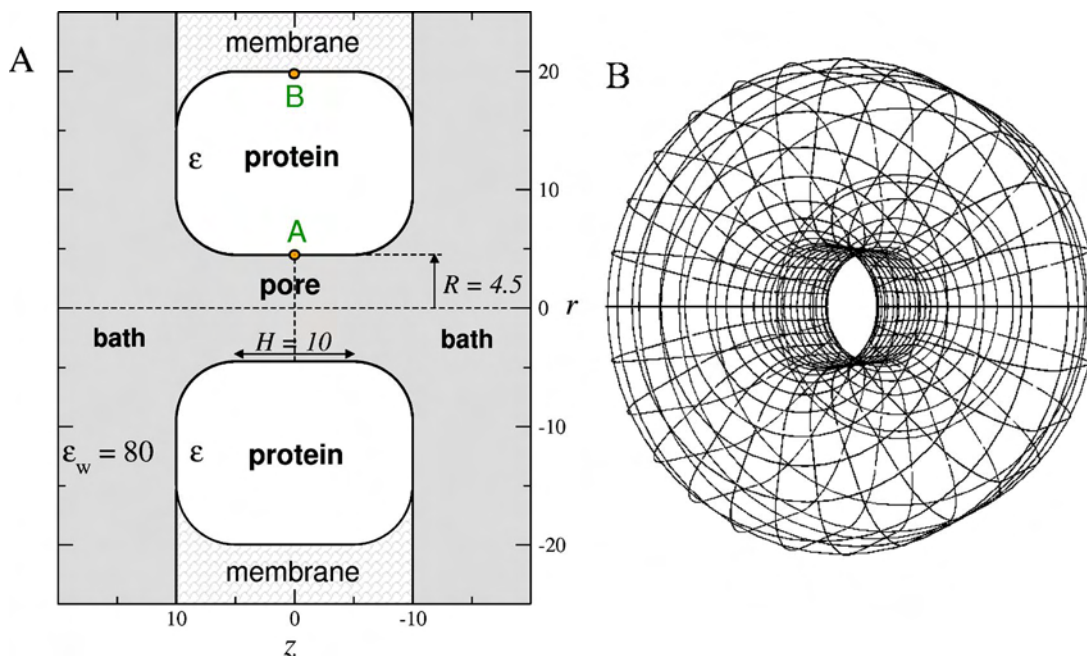 A
membrane
20
B
ε
protein
10
A
pore
R = 4.5
0
r
bath
H = 10
bath
-10
ε_w = 80
ε
protein
-20
membrane
10
0
-10
z
B